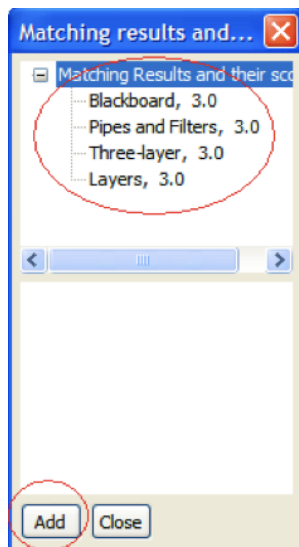 Matching results and...
Matching Results and their sco
Blackboard, 3.0
Pipes and Filters, 3.0
Three-layer, 3.0
Layers, 3.0
Add Close